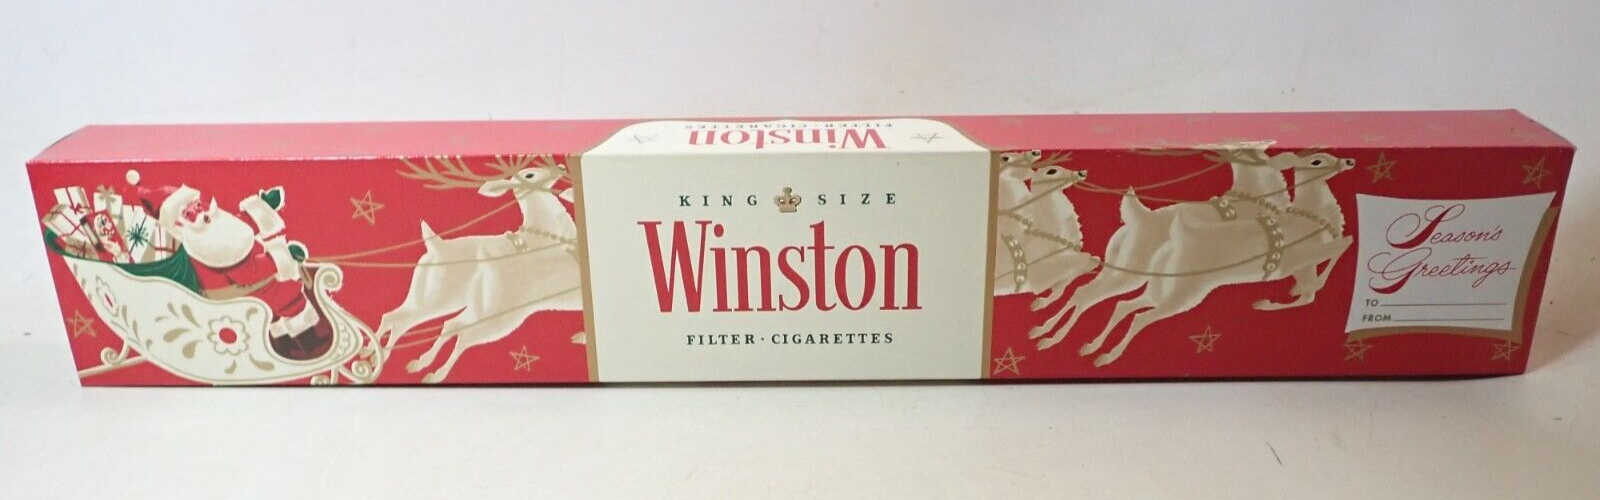 Winston
FILTER · CIGARETTES
KING SIZE
Winston
FILTER · CIGARETTES
Season's
Greetings
TO
FROM